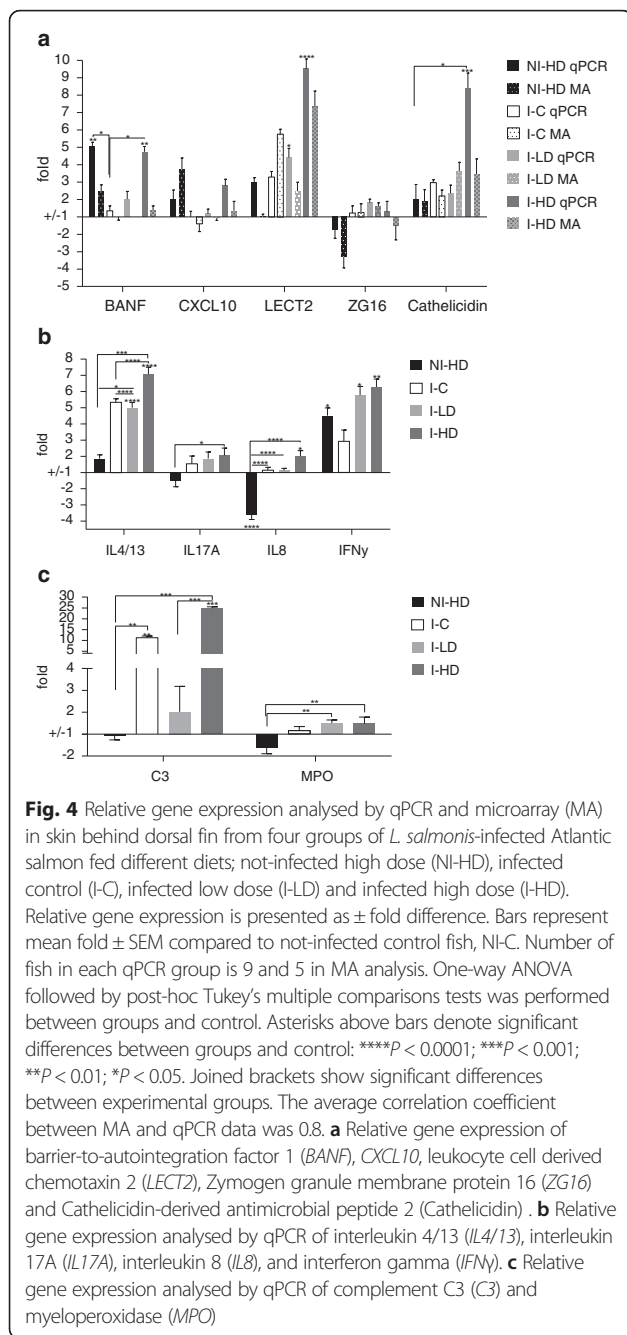 a
**** 
* ***
* *
** **
*
10
9
8
7
6
5
4
3
2
+/-1
-2
-3
-4
-5
fold
BANF CXCL10 LECT2 ZG16 Cathelicidin
NI-HD qPCR
NI-HD MA
I-C qPCR
I-C MA
I-LD qPCR
I-LD MA
I-HD qPCR
I-HD MA
b
***
**** ****
*
****
****
*
****
****
****
*
****
*
*
**
8
7
6
5
4
3
2
+/-1
-2
-3
-4
fold
IL4/13 IL17A IL8 IFNγ
NI-HD
I-C
I-LD
I-HD
c
***
*** ***
**
**
**
**
30
25
20
15
10
5
4
3
2
+/-1
-2
fold
C3 MPO
NI-HD
I-C
I-LD
I-HD
Fig. 4 Relative gene expression analysed by qPCR and microarray (MA)
in skin behind dorsal fin from four groups of L. salmonis-infected Atlantic
salmon fed different diets; not-infected high dose (NI-HD), infected
control (I-C), infected low dose (I-LD) and infected high dose (I-HD).
Relative gene expression is presented as ± fold difference. Bars represent
mean fold ± SEM compared to not-infected control fish, NI-C. Number of
fish in each qPCR group is 9 and 5 in MA analysis. One-way ANOVA
followed by post-hoc Tukey's multiple comparisons tests was performed
between groups and control. Asterisks above bars denote significant
differences between groups and control: ****P < 0.0001; ***P < 0.001;
**P < 0.01; *P < 0.05. Joined brackets show significant differences
between experimental groups. The average correlation coefficient
between MA and qPCR data was 0.8. a Relative gene expression of
barrier-to-autointegration factor 1 (BANF), CXCL10, leukocyte cell derived
chemotaxin 2 (LECT2), Zymogen granule membrane protein 16 (ZG16)
and Cathelicidin-derived antimicrobial peptide 2 (Cathelicidin) . b Relative
gene expression analysed by qPCR of interleukin 4/13 (IL4/13), interleukin
17A (IL17A), interleukin 8 (IL8), and interferon gamma (IFNγ). c Relative
gene expression analysed by qPCR of complement C3 (C3) and
myeloperoxidase (MPO)